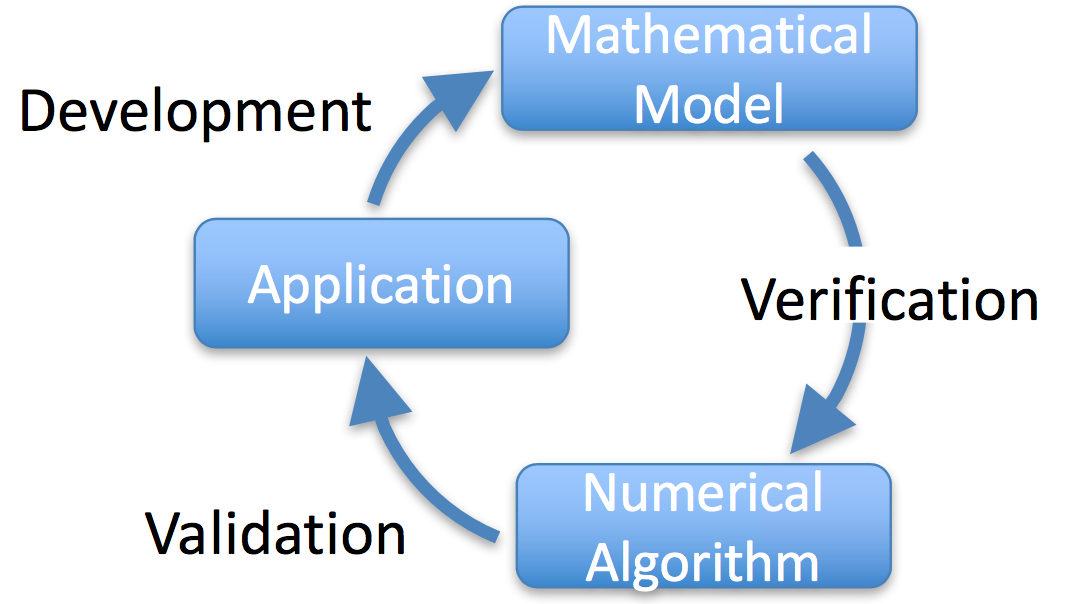 Mathematical
Model
Development
Application
Verification
Numerical
Algorithm
Validation